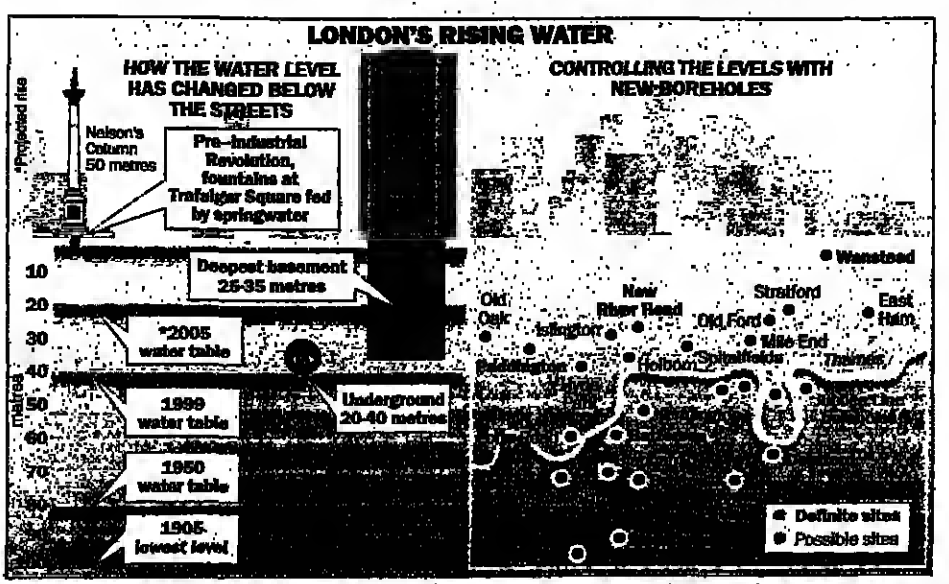 LONDON'S RISING WATER
HOW THE WATER LEVEL
HAS CHANGED BELOW
THE STREETS
*Projected rise
Nelson's
Column
50 metres
Pre-industrial
Revolution,
fountains at
Trafalgar Square fed
by springwater
Deepest basement
25-35 metres
10
20
30
40
50
60
70
metres
*2005
water table
1999
water table
1950
water table
1905-
lowest level
Underground
20-40 metres
CONTROLLING THE LEVELS WITH
NEW BOREHOLES
Wanstead
Old
Oak
Islington
New
River Head
Stratford
Old Ford
East
Ham
Mile End
Paddington
Holborn
Spitalfields
Thames
Definite sites
Possible sites